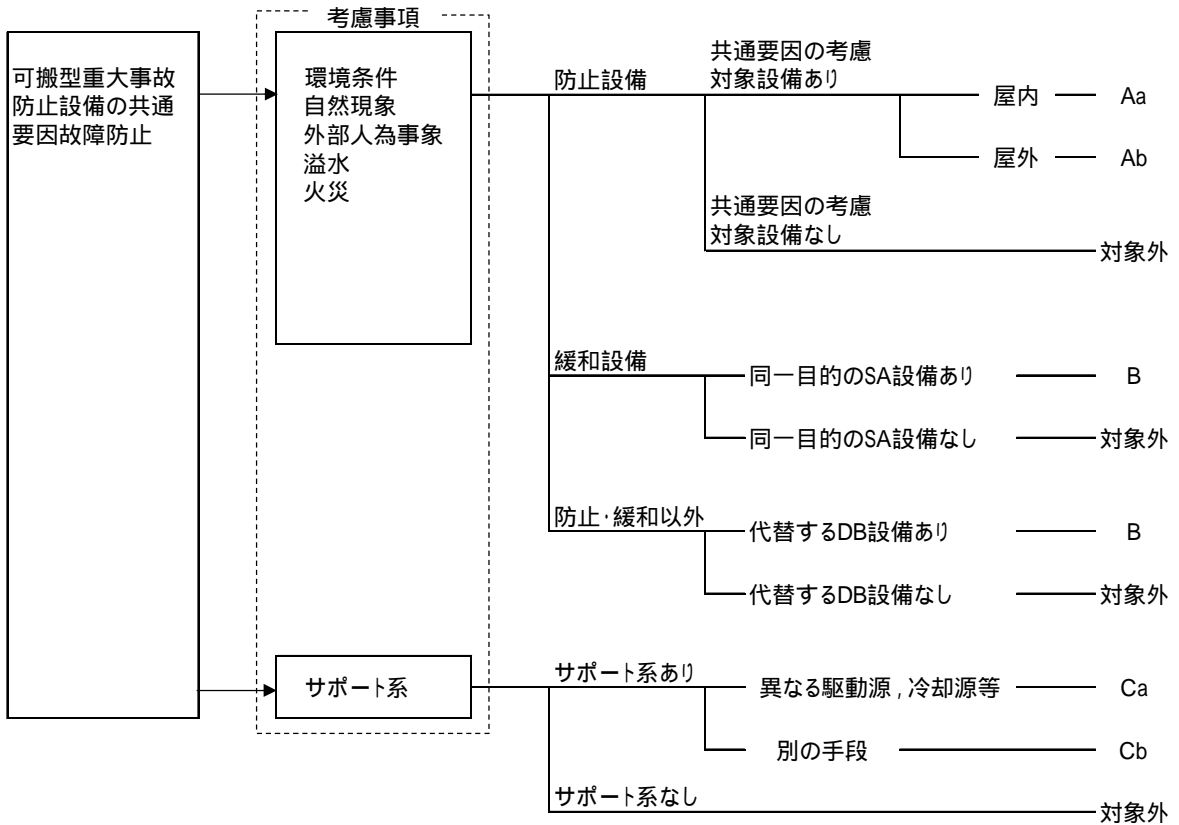 考慮事項
可搬型重大事故
防止設備の共通
要因故障防止
環境条件
自然現象
外部人為事象
溢水
火災
防止設備
共通要因の考慮
対象設備あり
屋内
Aa
屋外
Ab
共通要因の考慮
対象設備なし
対象外
緩和設備
同一目的のSA設備あり
B
同一目的のSA設備なし
対象外
防止・緩和以外
代替するDB設備あり
B
代替するDB設備なし
対象外
サポート系
サポート系あり
異なる駆動源,冷却源等
Ca
別の手段
Cb
サポート系なし
対象外